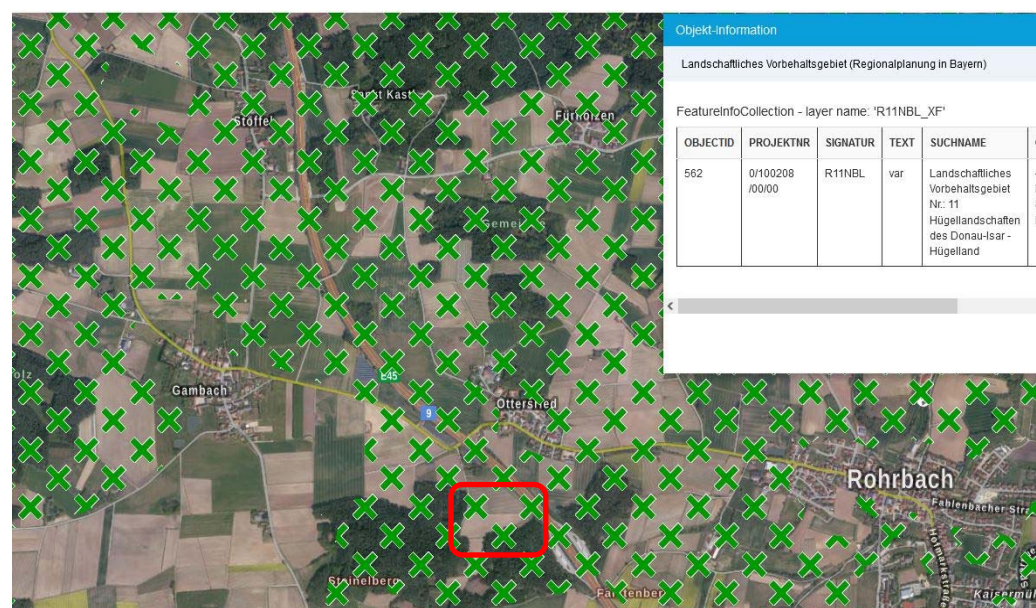 Objekt-Information
Landschaftliches Vorbehaltsgebiet (Regionalplanung in Bayern)
FeatureInfoCollection - layer name: 'R11NBL_XF'
OBJECTID PROJEKTNR SIGNATUR TEXT SUCHNAME
562 0/100208 R11NBL var Landschaftliches
/00/00 Vorbehaltsgebiet
Nr.: 11
Hügellandschaften
des Donau-Isar -
Hügelland
Gambach
E45
9
Ottersried
Rohrbach
Fahlenbacher Str
Steinelberg